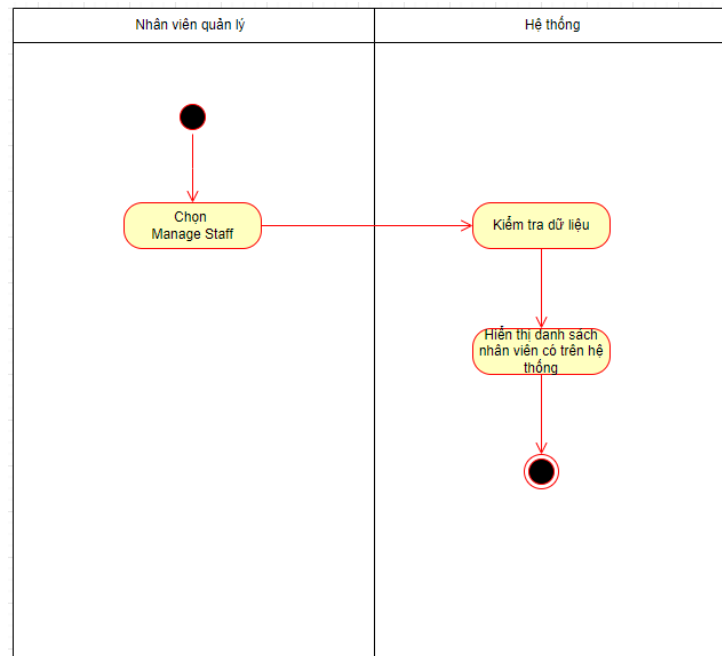 Nhân viên quản lý
Hệ thống
Chọn
Manage Staff
Kiểm tra dữ liệu
Hiển thị danh sách
nhân viên có trên hệ
thống